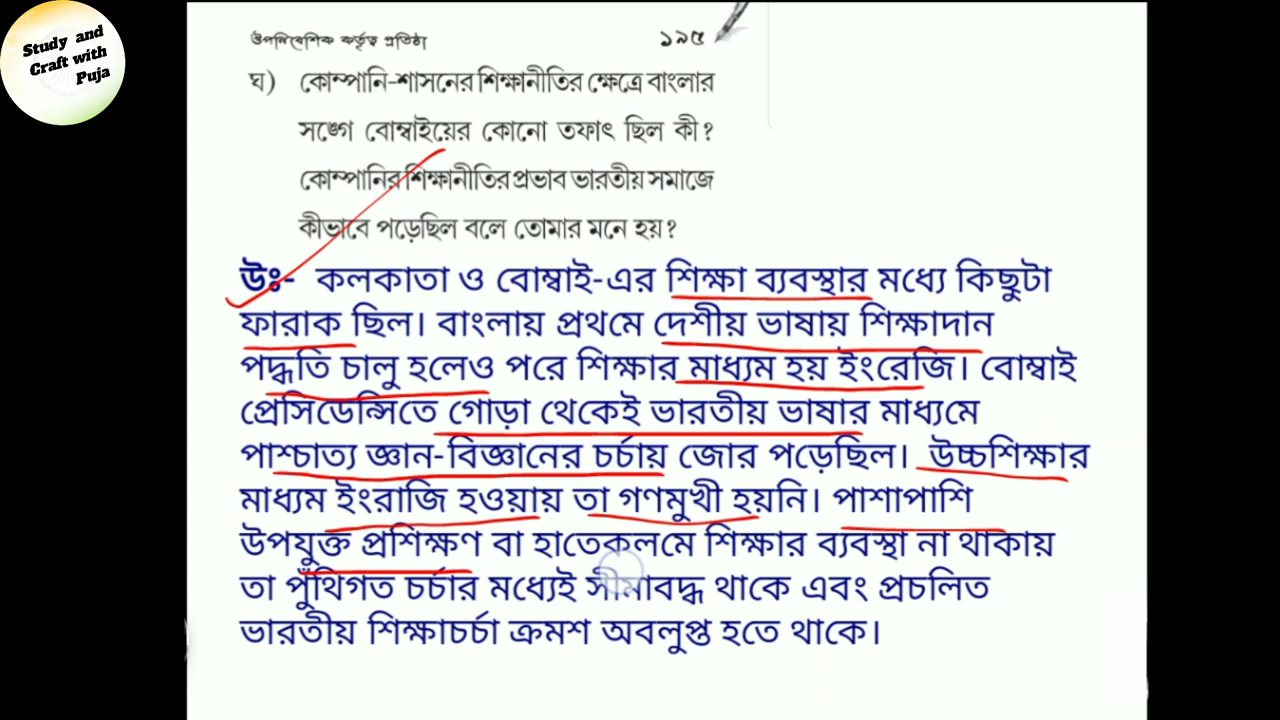 Study and
Craft with
Puja
ঔপনিবেশিক কর্তৃত্ব প্রতিষ্ঠা ১৯৫
ঘ) কোম্পানি-শাসনের শিক্ষানীতির ক্ষেত্রে বাংলার
সঙ্গে বোম্বাইয়ের কোনো তফাৎ ছিল কী?
কোম্পানির শিক্ষানীতির প্রভাব ভারতীয় সমাজে
কীভাবে পড়েছিল বলে তোমার মনে হয়?
উঃ- কলকাতা ও বোম্বাই-এর শিক্ষা ব্যবস্থার মধ্যে কিছুটা
ফারাক ছিল। বাংলায় প্রথমে দেশীয় ভাষায় শিক্ষাদান
পদ্ধতি চালু হলেও পরে শিক্ষার মাধ্যম হয় ইংরেজি। বোম্বাই
প্রেসিডেন্সিতে গোড়া থেকেই ভারতীয় ভাষার মাধ্যমে
পাশ্চাত্য জ্ঞান-বিজ্ঞানের চর্চায় জোর পড়েছিল। উচ্চশিক্ষার
মাধ্যম ইংরাজি হওয়ায় তা গণমুখী হয়নি। পাশাপাশি
উপযুক্ত প্রশিক্ষণ বা হাতেকলমে শিক্ষার ব্যবস্থা না থাকায়
তা পুঁথিগত চর্চার মধ্যেই সীমাবদ্ধ থাকে এবং প্রচলিত
ভারতীয় শিক্ষাচর্চা ক্রমশ অবলুপ্ত হতে থাকে।